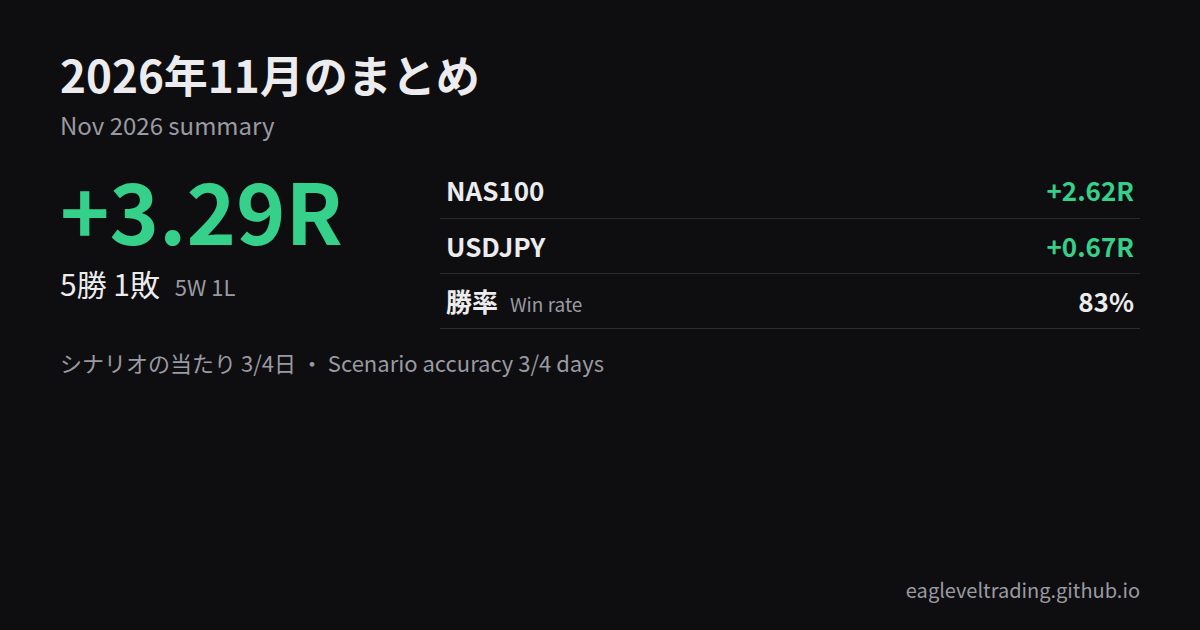 2026年11月のまとめ
Nov 2026 summary
+3.29R
5勝 1敗 5W 1L
NAS100 +2.62R
USDJPY +0.67R
勝率 Win rate 83%
シナリオの当たり 3/4日 ・ Scenario accuracy 3/4 days
eagleveltrading.github.io